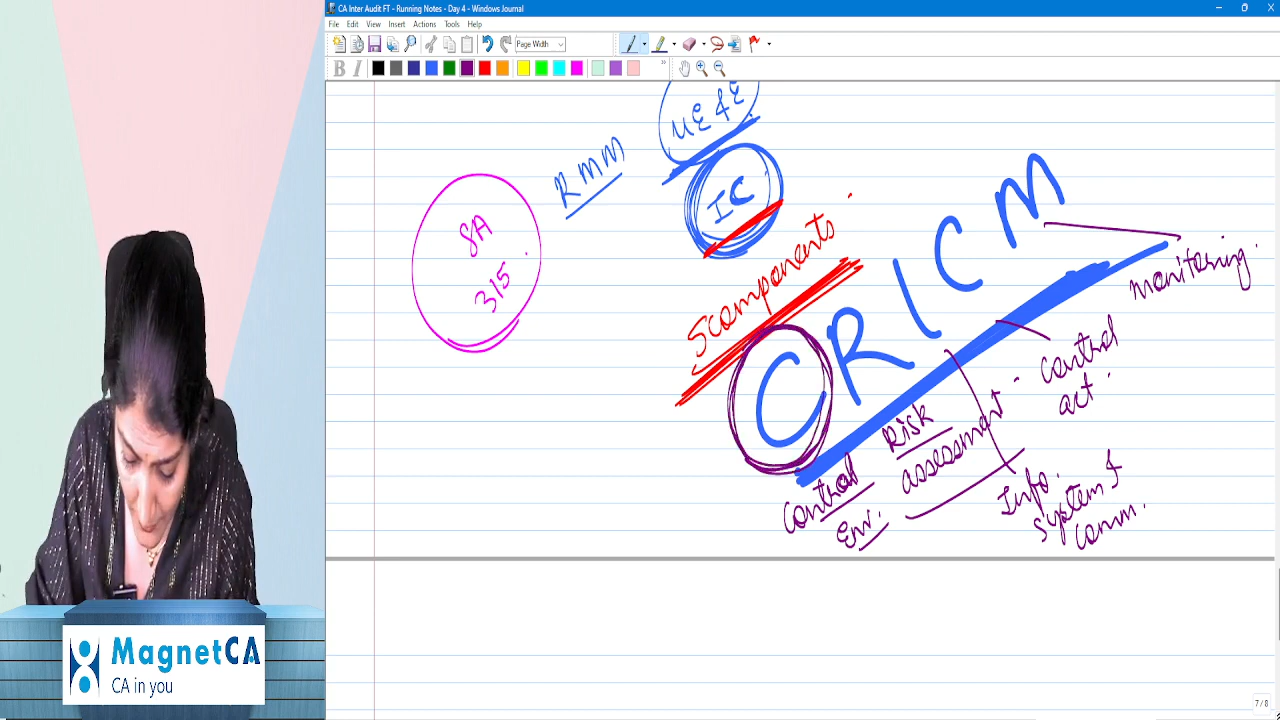 CA Inter Audit FT - Running Notes - Day 4 - Windows Journal
File Edit View Insert Actions Tools Help
Page Width
B I
UE & E
RMM
IC
SA
315
5 components
CRICM
Control
Env.
Risk
assessment
Info.
System &
Comm.
Control
act
Monitoring
7 / 8
MagnetCA
CA in you